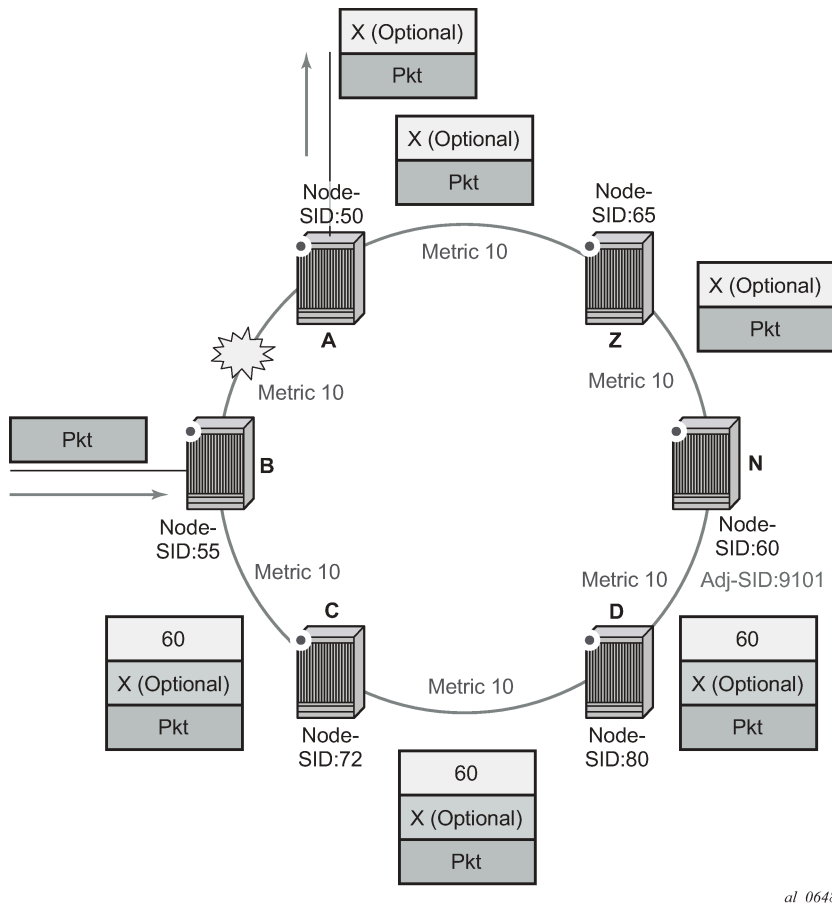 X (Optional)
Pkt
X (Optional)
Pkt
Node-
SID:50
Node-
SID:65
Metric 10
X (Optional)
Pkt
A
Z
Metric 10
Metric 10
Pkt
B
N
Node-
SID:55
Node-
SID:60
Adj-SID:9101
Metric 10
Metric 10
C
D
60
X (Optional)
Pkt
60
X (Optional)
Pkt
Metric 10
Node-
SID:72
Node-
SID:80
60
X (Optional)
Pkt
al_0648